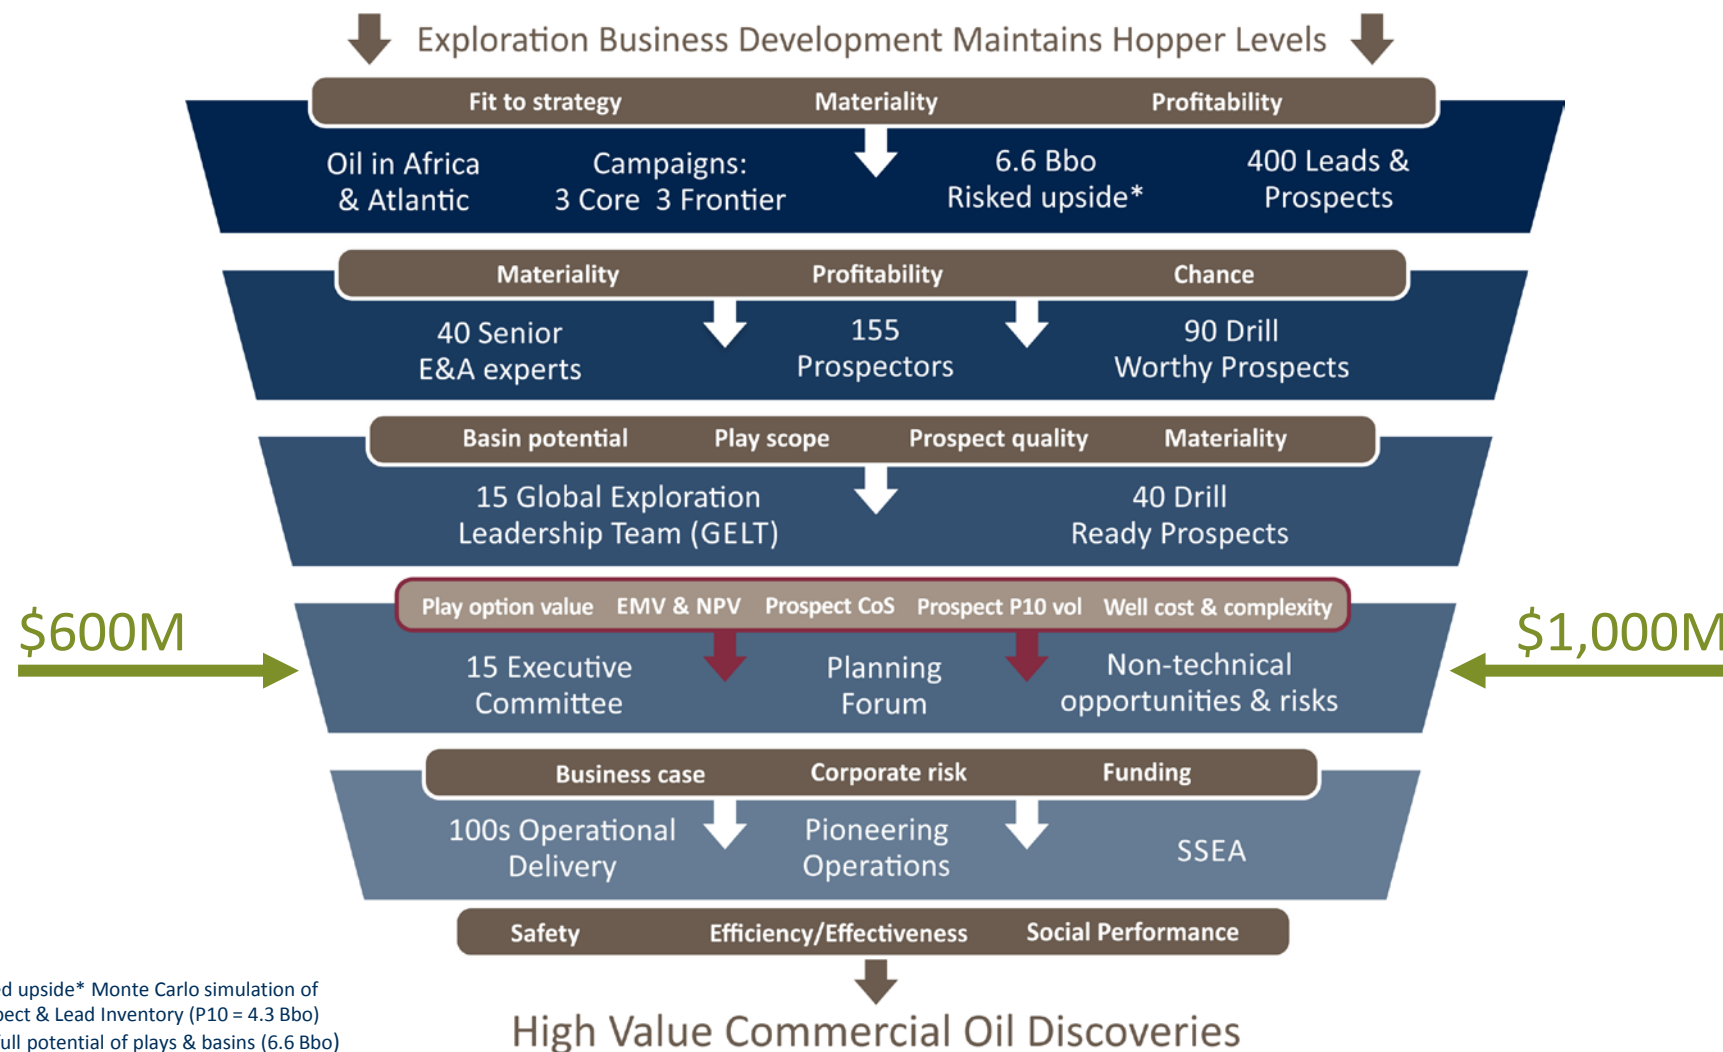 Exploration Business Development Maintains Hopper Levels
Fit to strategy Materiality Profitability
Oil in Africa
& Atlantic
Campaigns:
3 Core 3 Frontier
6.6 Bbo
Risked upside*
400 Leads &
Prospects
Materiality Profitability Chance
40 Senior
E&A experts
155
Prospectors
90 Drill
Worthy Prospects
Basin potential Play scope Prospect quality Materiality
15 Global Exploration
Leadership Team (GELT)
40 Drill
Ready Prospects
$600M
$1,000M
Play option value EMV & NPV Prospect CoS Prospect P10 vol Well cost & complexity
15 Executive
Committee
Planning
Forum
Non-technical
opportunities & risks
Business case Corporate risk Funding
100s Operational
Delivery
Pioneering
Operations
SSEA
Safety Efficiency/Effectiveness Social Performance
upside* Monte Carlo simulation of
& Lead Inventory (P10 = 4.3 Bbo)
full potential of plays & basins (6.6 Bbo)
High Value Commercial Oil Discoveries